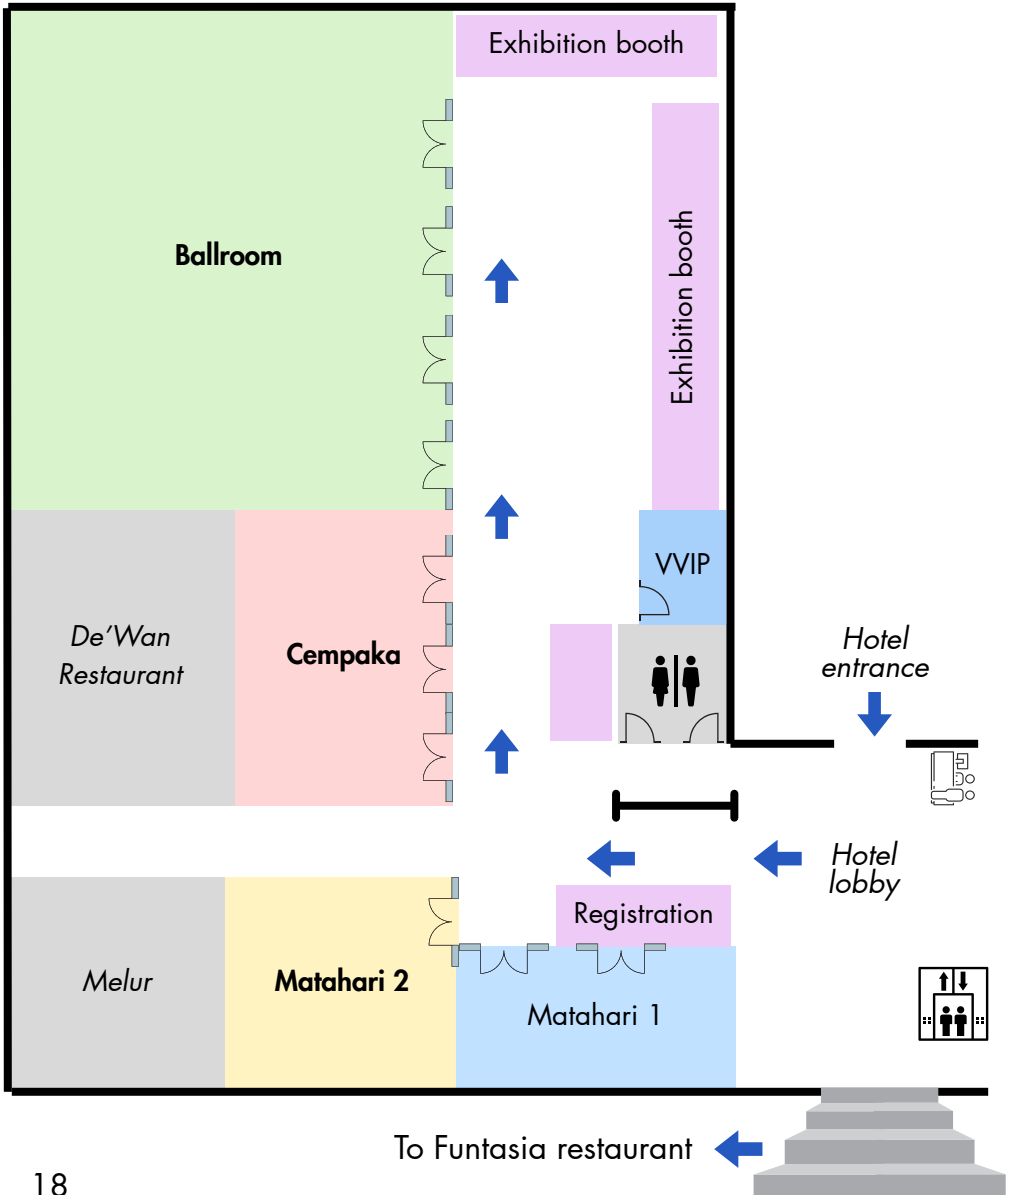 Exhibition booth
Ballroom
Exhibition booth
VVIP
De’Wan
Restaurant
Cempaka
Hotel
entrance
Hotel
lobby
Registration
Melur
Matahari 2
Matahari 1
To Funtasia restaurant
18